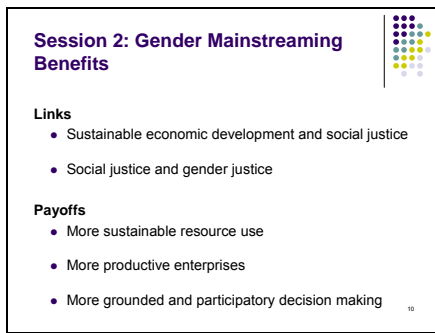 Session 2: Gender Mainstreaming
Benefits
Links
● Sustainable economic development and social justice
● Social justice and gender justice
Payoffs
● More sustainable resource use
● More productive enterprises
● More grounded and participatory decision making
10